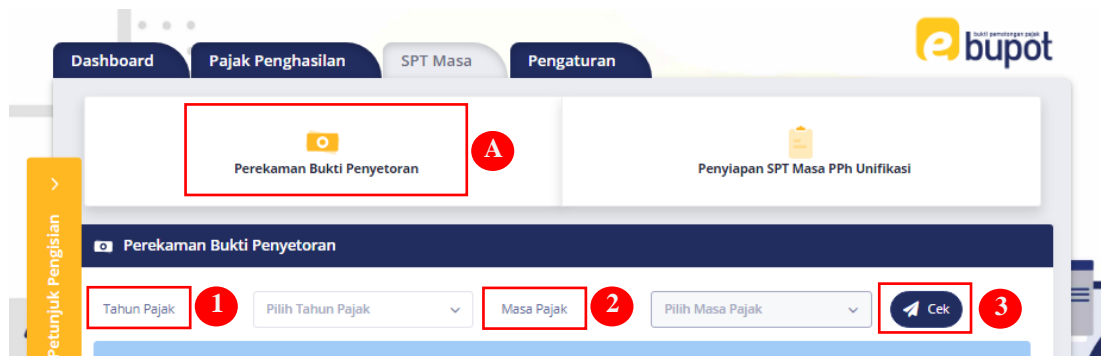 bukti pemotongan pajak
e bupot
Dashboard
Pajak Penghasilan
SPT Masa
Pengaturan
Perekaman Bukti Penyetoran
A
Penyiapan SPT Masa PPh Unifikasi
Petunjuk Pengisian
Perekaman Bukti Penyetoran
Tahun Pajak
1
Pilih Tahun Pajak
Masa Pajak
2
Pilih Masa Pajak
Cek
3